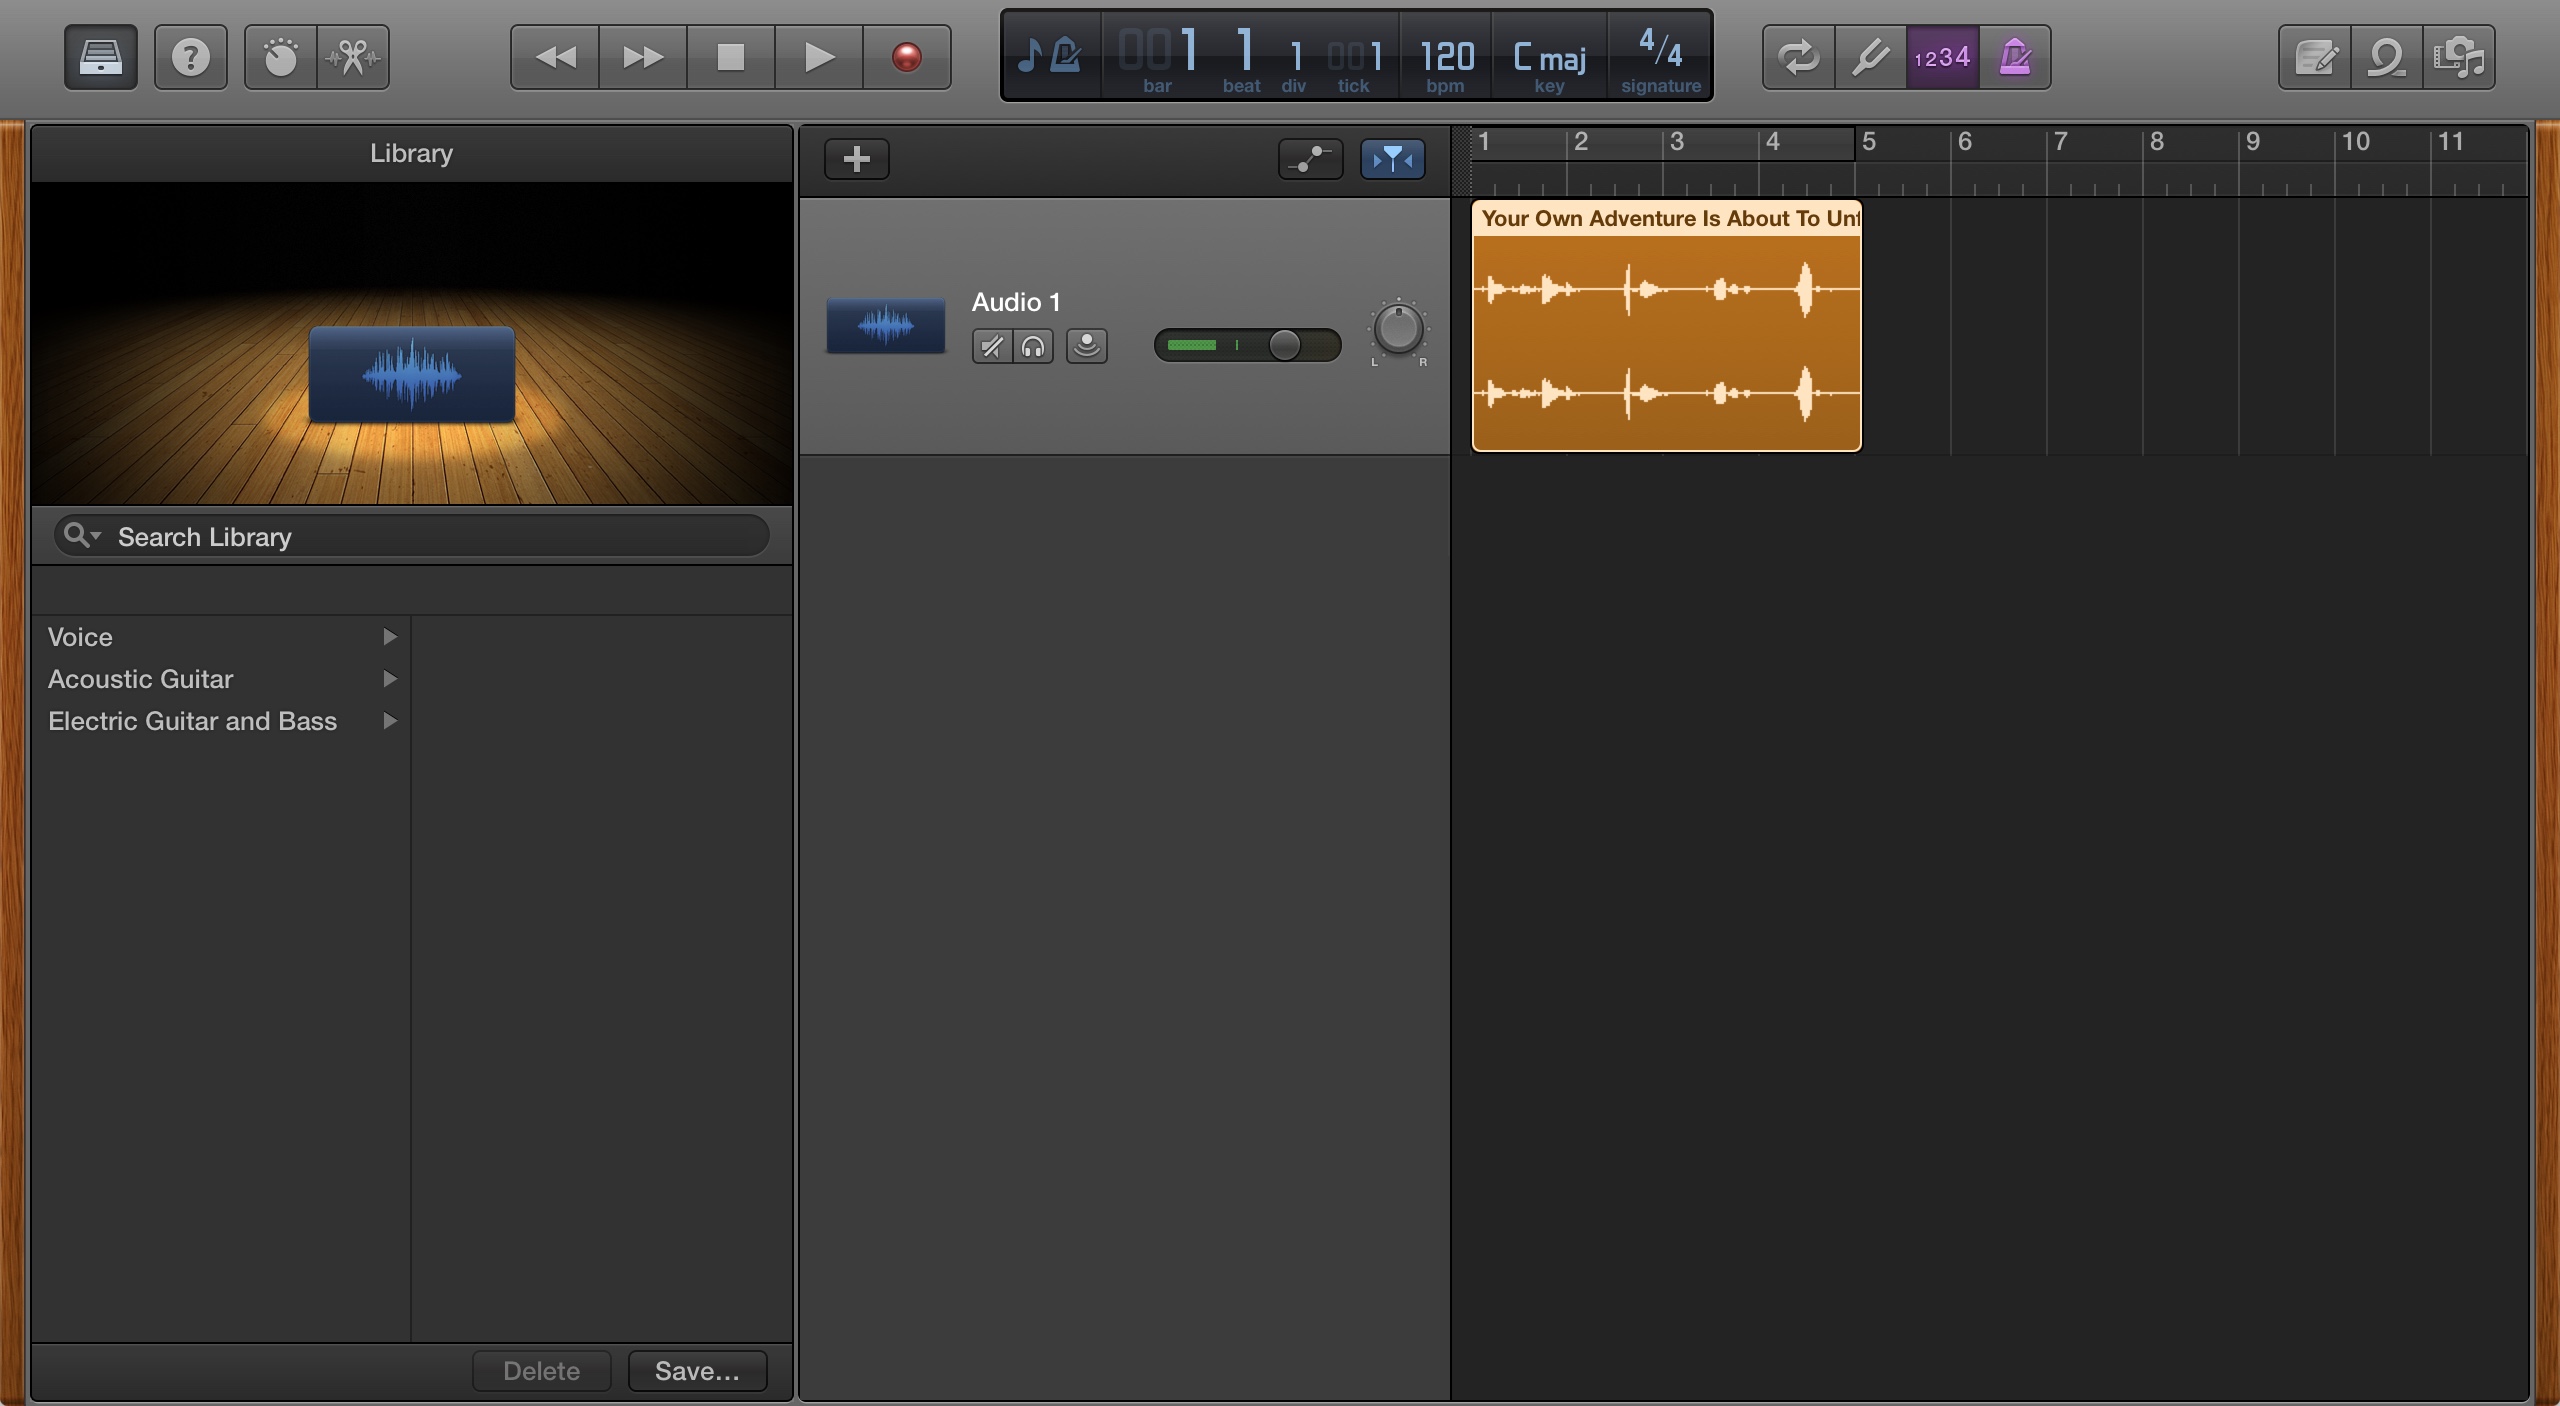 ?
001 1 1 001 120 C maj 4/4
bar beat div tick bpm key signature
1234
Library
1 2 3 4 5 6 7 8 9 10 11
Your Own Adventure Is About To Unf
Audio 1
L R
Search Library
Voice
Acoustic Guitar
Electric Guitar and Bass
Delete Save...